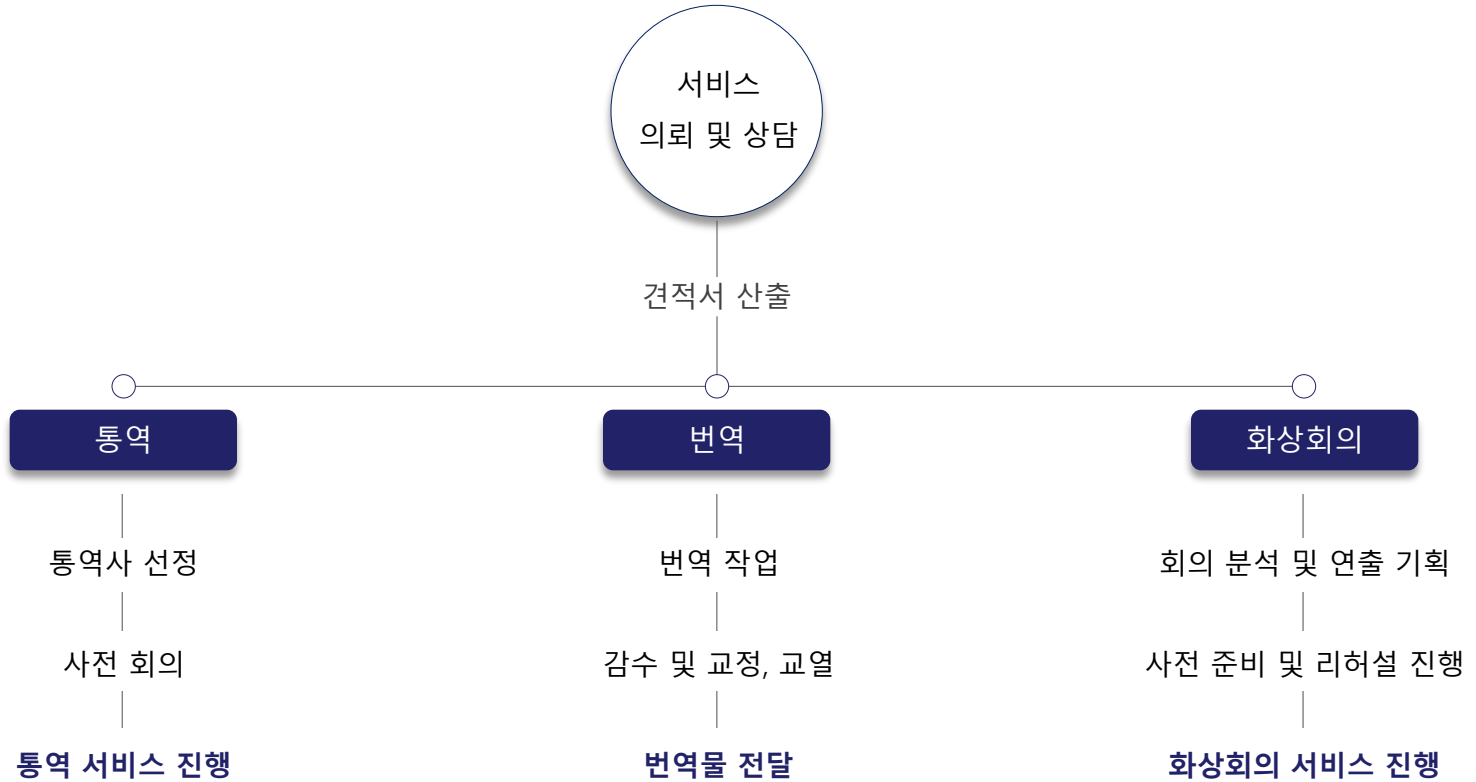 서비스
의뢰 및 상담
견적서 산출
통역
번역
화상회의
통역사 선정
번역 작업
회의 분석 및 연출 기획
사전 회의
감수 및 교정, 교열
사전 준비 및 리허설 진행
통역 서비스 진행
번역물 전달
화상회의 서비스 진행